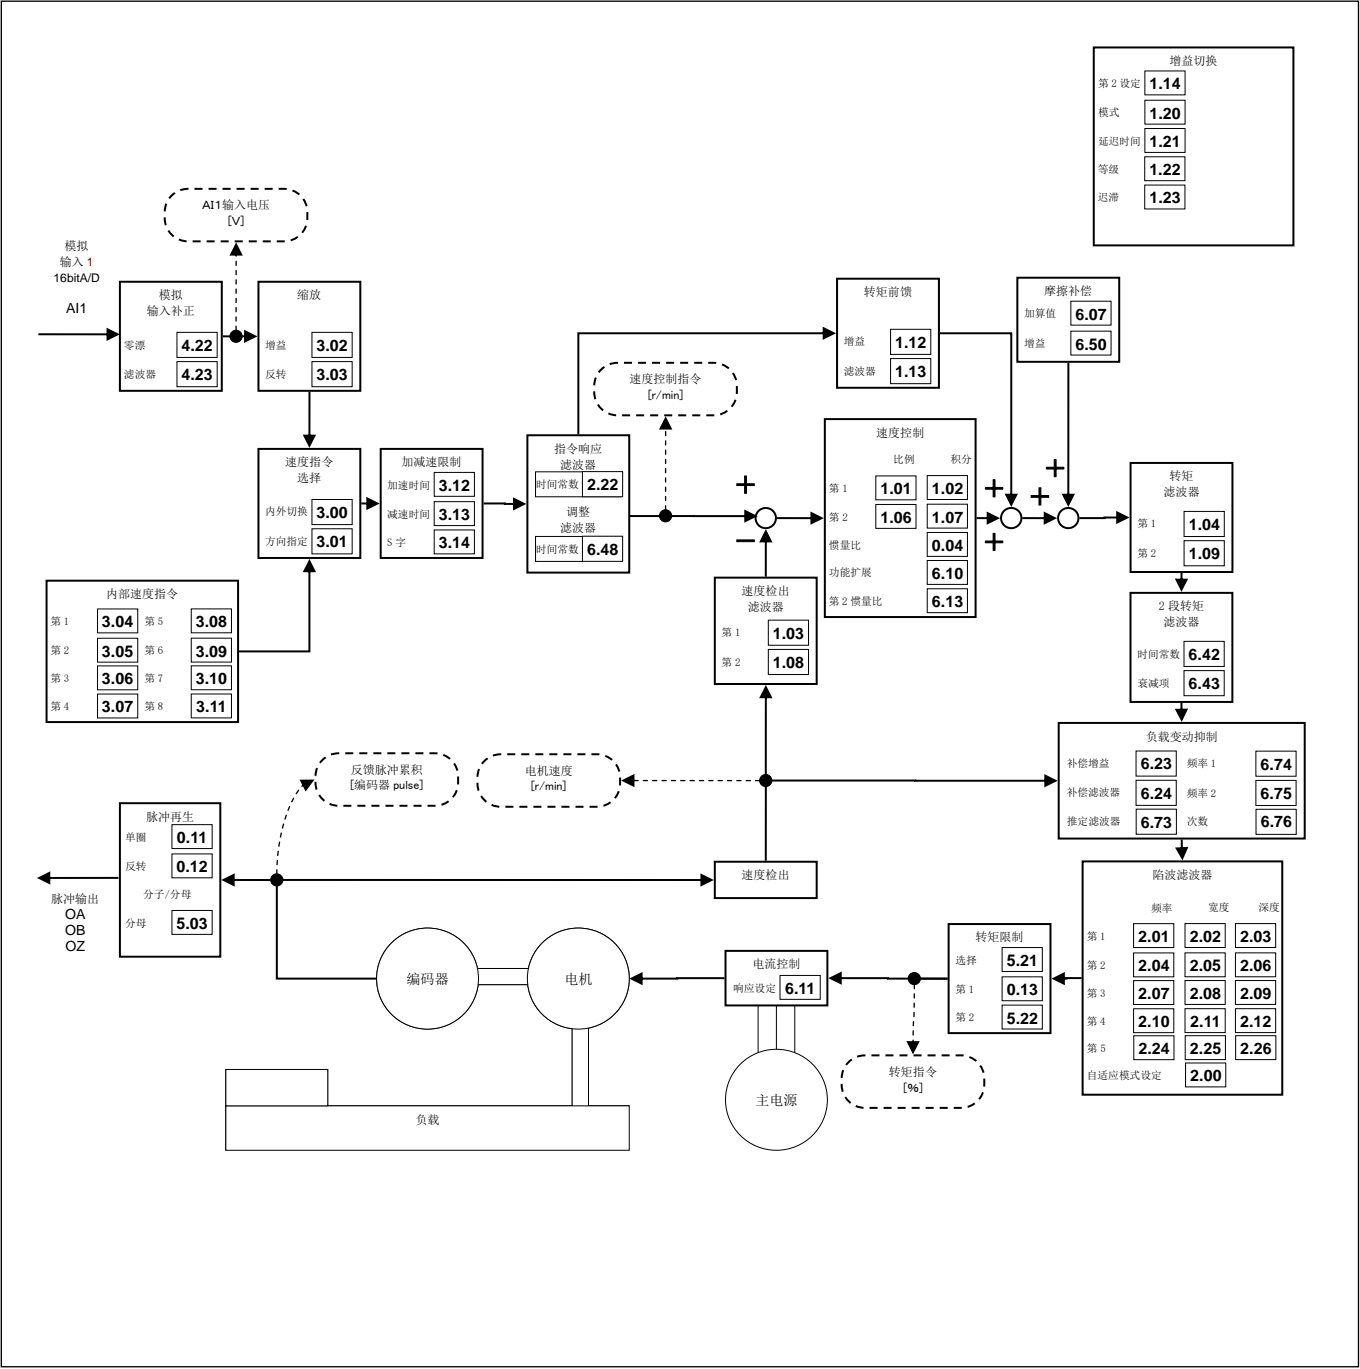 增益切换
第 2 设定 1.14
模式 1.20
延迟时间 1.21
等级 1.22
迟滞 1.23
AI1输入电压
[V]
模拟
输入 1
16bitA/D
AI1
模拟
输入补正
零漂 4.22
滤波器 4.23
缩放
增益 3.02
反转 3.03
转矩前馈
增益 1.12
滤波器 1.13
摩擦补偿
加算值 6.07
增益 6.50
速度控制指令
[r/min]
速度指令
选择
内外切换 3.00
方向指定 3.01
加减速限制
加速时间 3.12
减速时间 3.13
S 字 3.14
指令响应
滤波器
时间常数 2.22
调整
滤波器
时间常数 6.48
+
−
速度控制
比例 积分
第 1 1.01 1.02
第 2 1.06 1.07
惯量比 0.04
功能扩展 6.10
第 2 惯量比 6.13
+
+
+
+
转矩
滤波器
第 1 1.04
第 2 1.09
内部速度指令
第 1 3.04 第 5 3.08
第 2 3.05 第 6 3.09
第 3 3.06 第 7 3.10
第 4 3.07 第 8 3.11
速度检出
滤波器
第 1 1.03
第 2 1.08
2 段转矩
滤波器
时间常数 6.42
衰减项 6.43
负载变动抑制
补偿增益 6.23 频率 1 6.74
补偿滤波器 6.24 频率 2 6.75
推定滤波器 6.73 次数 6.76
反馈脉冲累积
[编码器 pulse]
电机速度
[r/min]
脉冲再生
单圈 0.11
反转 0.12
分子/分母
分母 5.03
脉冲输出
OA
OB
OZ
速度检出
陷波滤波器
频率 宽度 深度
第 1 2.01 2.02 2.03
第 2 2.04 2.05 2.06
第 3 2.07 2.08 2.09
第 4 2.10 2.11 2.12
第 5 2.24 2.25 2.26
自适应模式设定 2.00
转矩限制
选择 5.21
第 1 0.13
第 2 5.22
电流控制
响应设定 6.11
编码器
电机
转矩指令
[%]
主电源
负载